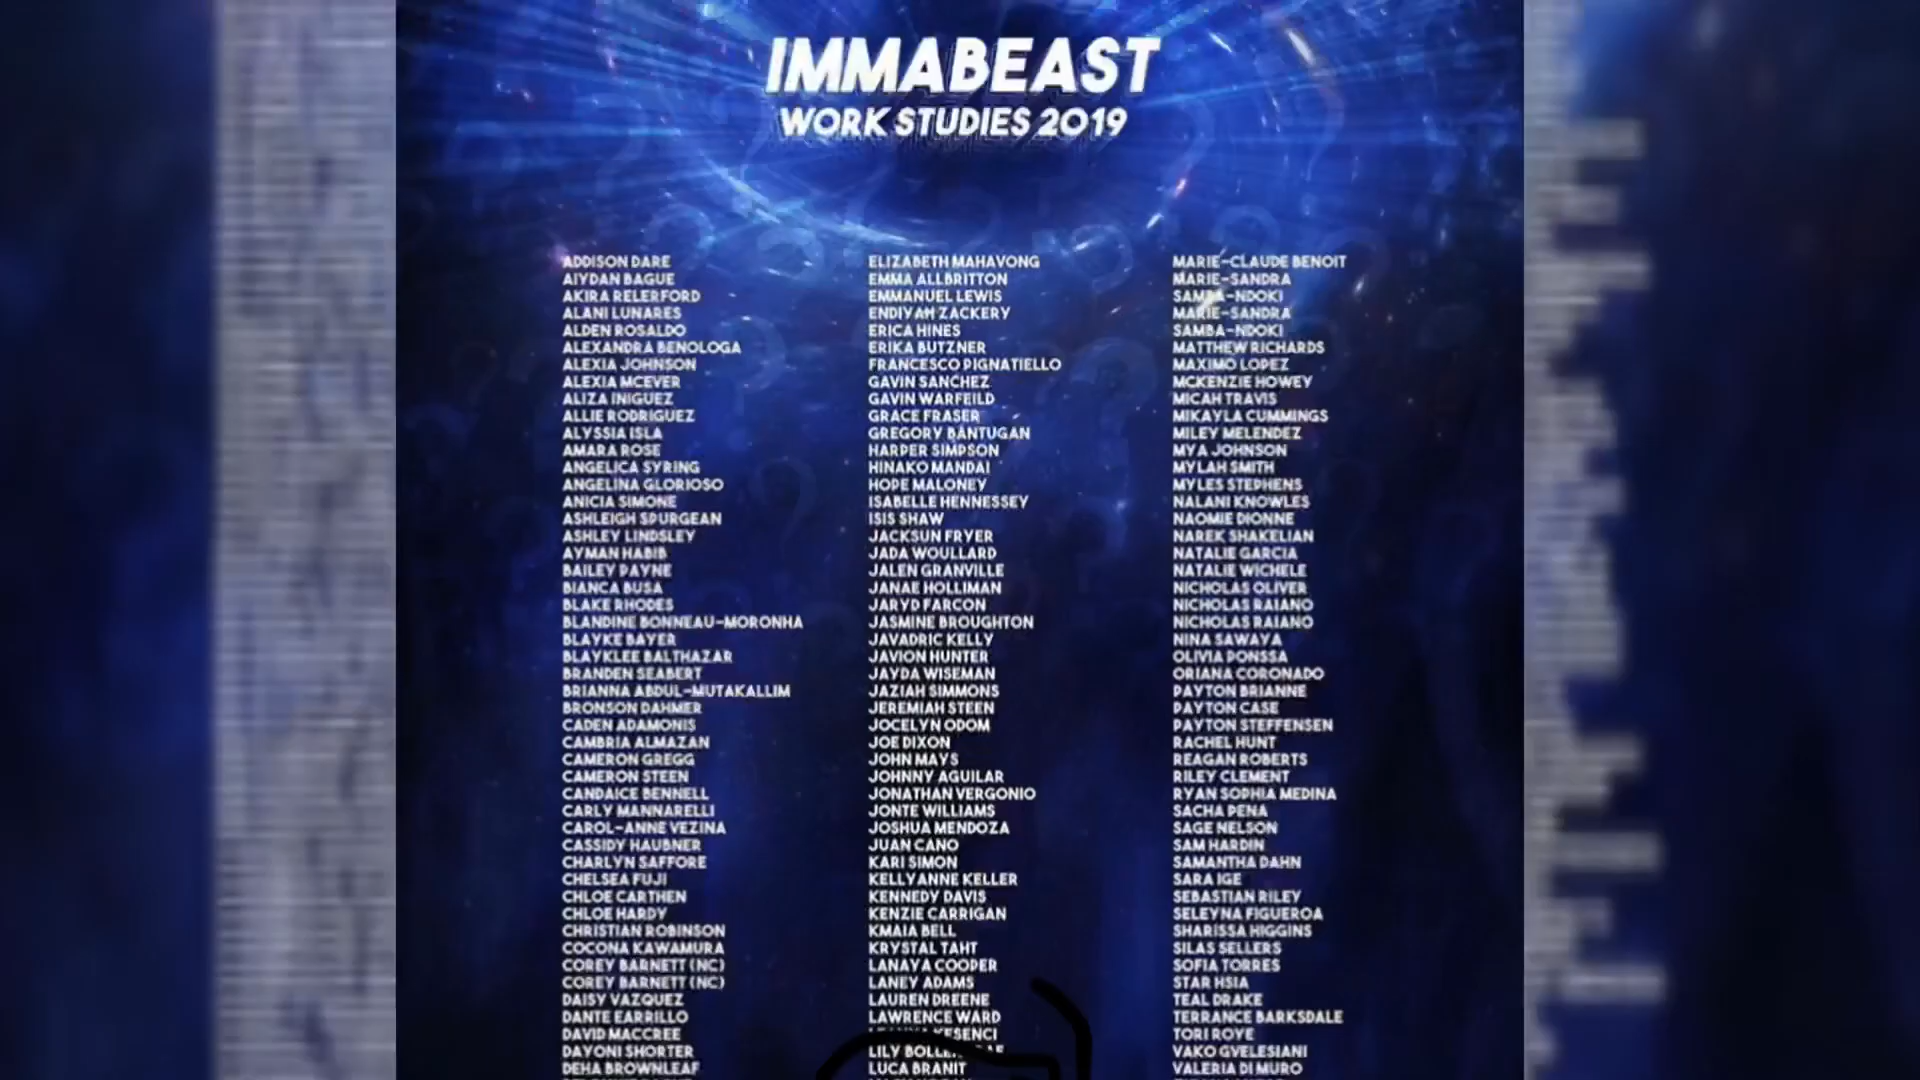 IMMABEAST
WORK STUDIES 2019
ADDISON DARE
AIYDAN BAGUE
AKIRA RELERFORD
ALANI LUNARES
ALDEN ROSALDO
ALEXANDRA BENOLOGA
ALEXIA JOHNSON
ALEXIA MCEVER
ALIZA INIGUEZ
ALLIE RODRIGUEZ
ALYSSIA ISLA
AMARA ROSE
ANGELICA SYRING
ANGELINA GLORIOSO
ANICIA SIMONE
ASHLEIGH SPURGEAN
ASHLEY LINDSLEY
AYMAN HABIB
BAILEY PAYNE
BIANCA BUSA
BLAKE RHODES
BLANDINE BONNEAU-MORONHA
BLAYKE BAYER
BLAYKLEE BALTHAZAR
BRANDEN SEABERT
BRIANNA ABDUL-MUTAKALLIM
BRONSON DAHMER
CADEN ADAMONIS
CAMBRIA ALMAZAN
CAMERON GREGG
CAMERON STEEN
CANDAICE BENNELL
CARLY MANNARELLI
CAROL-ANNE VEZINA
CASSIDY HAUBNER
CHARLYN SAFFORE
CHELSEA FUJI
CHLOE CARTHEN
CHLOE HARDY
CHRISTIAN ROBINSON
COCONA KAWAMURA
COREY BARNETT (NC)
COREY BARNETT (NC)
DAISY VAZQUEZ
DANTE EARRILLO
DAVID MACCREE
DAYONI SHORTER
DEHA BROWNLEAF
ELIZABETH MAHAVONG
EMMA ALLBRITTON
EMMANUEL LEWIS
ENDIYAH ZACKERY
ERICA HINES
ERIKA BUTZNER
FRANCESCO PIGNATIELLO
GAVIN SANCHEZ
GAVIN WARFEILD
GRACE FRASER
GREGORY BANTUGAN
HARPER SIMPSON
HINAKO MANDAI
HOPE MALONEY
ISABELLE HENNESSEY
ISIS SHAW
JACKSUN FRYER
JADA WOULLARD
JALEN GRANVILLE
JANAE HOLLIMAN
JARYD FARCON
JASMINE BROUGHTON
JAVADRIC KELLY
JAVION HUNTER
JAYDA WISEMAN
JAZIAH SIMMONS
JEREMIAH STEEN
JOCELYN ODOM
JOE DIXON
JOHN MAYS
JOHNNY AGUILAR
JONATHAN VERGONIO
JONTE WILLIAMS
JOSHUA MENDOZA
JUAN CANO
KARI SIMON
KELLYANNE KELLER
KENNEDY DAVIS
KENZIE CARRIGAN
KMAIA BELL
KRYSTAL TAHT
LANAYA COOPER
LANEY ADAMS
LAUREN DREENE
LAWRENCE WARD
KESENCI
LILY
LUCA BRANIT
MARIE-CLAUDE BENOIT
MARIE-SANDRA
SAMBA-NDOKI
MARIE-SANDRA
SAMBA-NDOKI
MATTHEW RICHARDS
MAXIMO LOPEZ
MCKENZIE HOWEY
MICAH TRAVIS
MIKAYLA CUMMINGS
MILEY MELENDEZ
MYA JOHNSON
MYLAH SMITH
MYLES STEPHENS
NALANI KNOWLES
NAOMIE DIONNE
NAREK SHAKELIAN
NATALIE GARCIA
NATALIE WICHELE
NICHOLAS OLIVER
NICHOLAS RAIANO
NICHOLAS RAIANO
NINA SAWAYA
OLIVIA PONSSA
ORIANA CORONADO
PAYTON BRIANNE
PAYTON CASE
PAYTON STEFFENSEN
RACHEL HUNT
REAGAN ROBERTS
RILEY CLEMENT
RYAN SOPHIA MEDINA
SACHA PENA
SAGE NELSON
SAM HARDIN
SAMANTHA DAHN
SARA IGE
SEBASTIAN RILEY
SELEYNA FIGUEROA
SHARISSA HIGGINS
SILAS SELLERS
SOFIA TORRES
STAR HSIA
TEAL DRAKE
TERRANCE BARKSDALE
TORI ROYE
VAKO GVELESIANI
VALERIA DI MURO